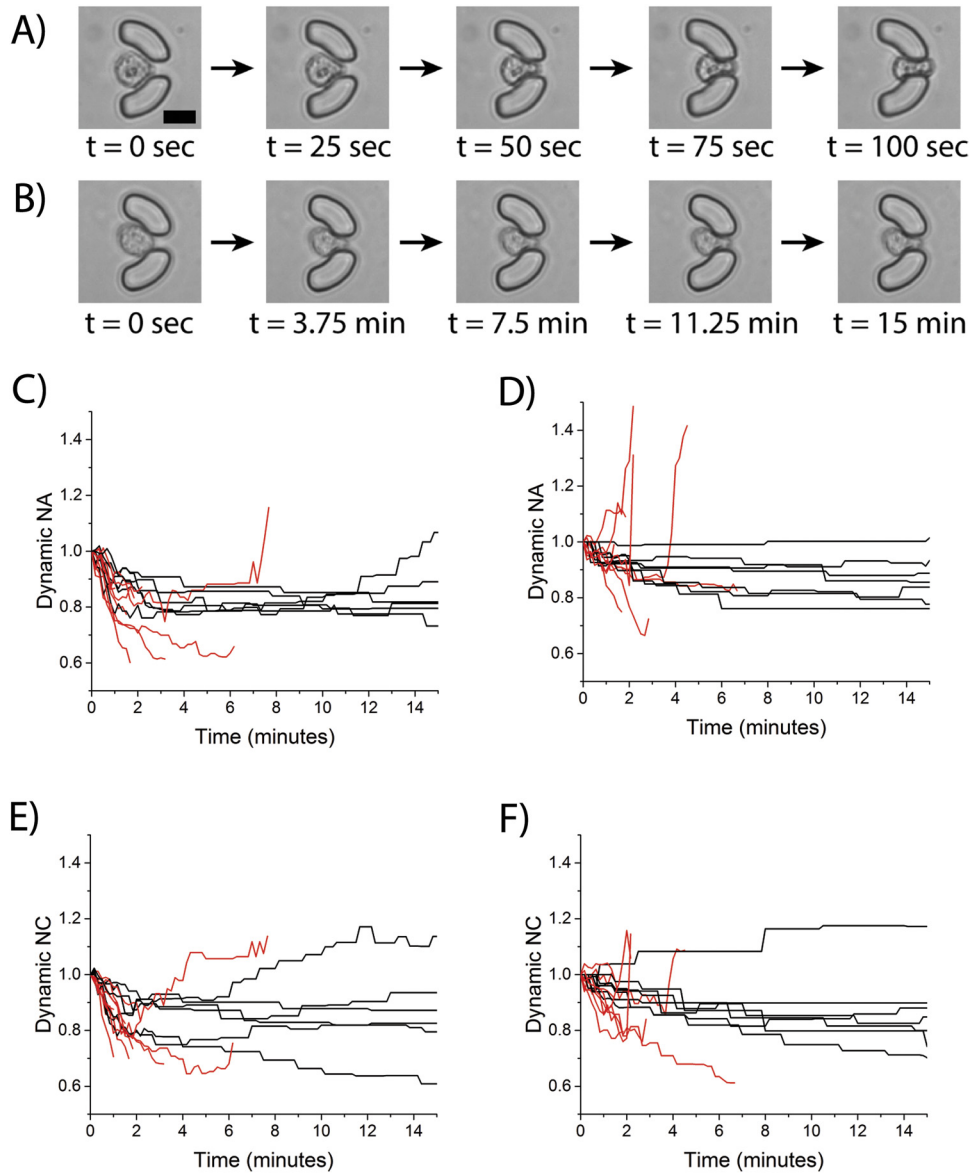 A)
t = 0 sec t = 25 sec t = 50 sec t = 75 sec t = 100 sec
B)
t = 0 sec t = 3.75 min t = 7.5 min t = 11.25 min t = 15 min
C)
1.4
1.2
1.0
0.8
0.6
Dynamic NA
0 2 4 6 8 10 12 14
Time (minutes)
D)
1.4
1.2
1.0
0.8
0.6
Dynamic NA
0 2 4 6 8 10 12 14
Time (minutes)
E)
1.4
1.2
1.0
0.8
0.6
Dynamic NC
0 2 4 6 8 10 12 14
Time (minutes)
F)
1.4
1.2
1.0
0.8
0.6
Dynamic NC
0 2 4 6 8 10 12 14
Time (minutes)